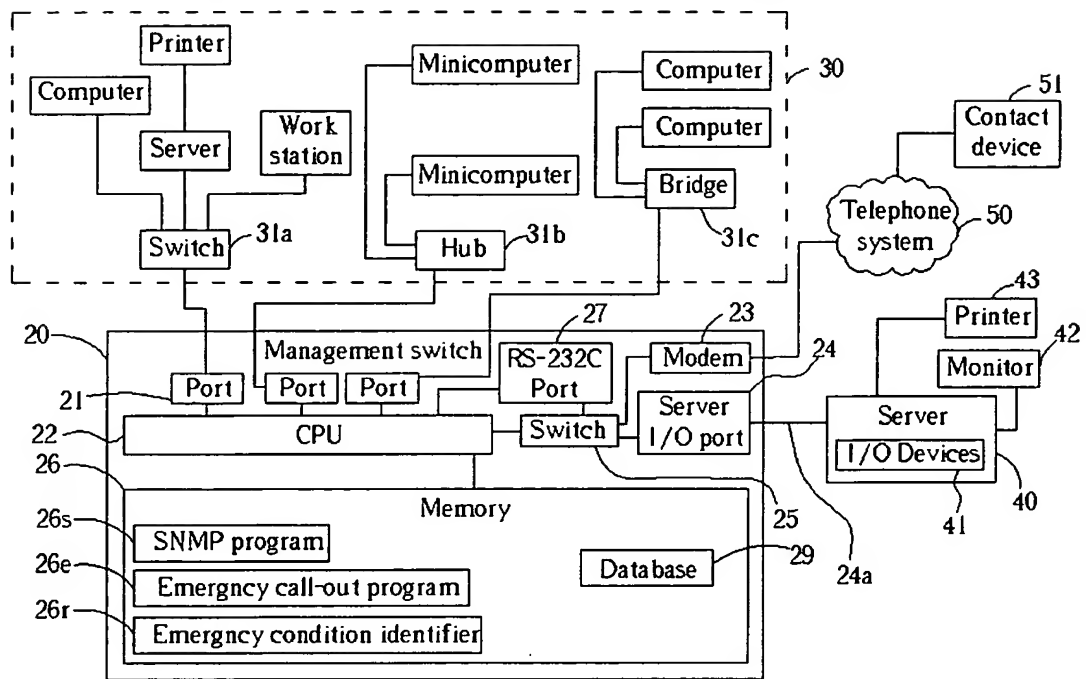 Printer
Computer
Server
Work
station
Switch
31a
Minicomputer
Minicomputer
Hub
31b
Computer
Computer
Bridge
31c
30
51
Contact
device
Telephone
system
50
20
Management switch
21
Port
Port
Port
27
RS-232C
Port
23
Modem
24
Server
I/O port
22
CPU
Switch
25
24a
43
Printer
42
Monitor
Server
I/O Devices
41
40
26
Memory
26s
SNMP program
26e
Emergncy call-out program
26r
Emergncy condition identifier
Database
29